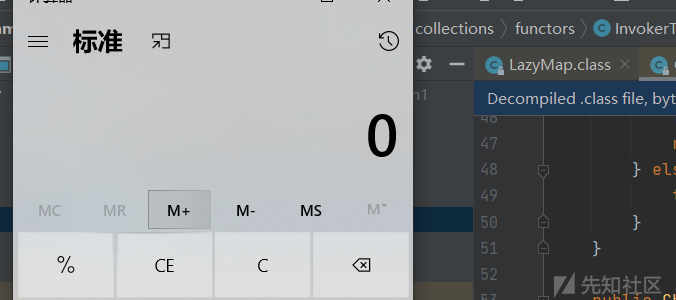 标准
0
MC MR M+ M- MS M˅
% CE C
collections 〉 functors 〉 InvokerT
LazyMap.class ×
Decompiled .class file, byt
46
47
48 } els
49
50 }
51 }
52
53
先知社区